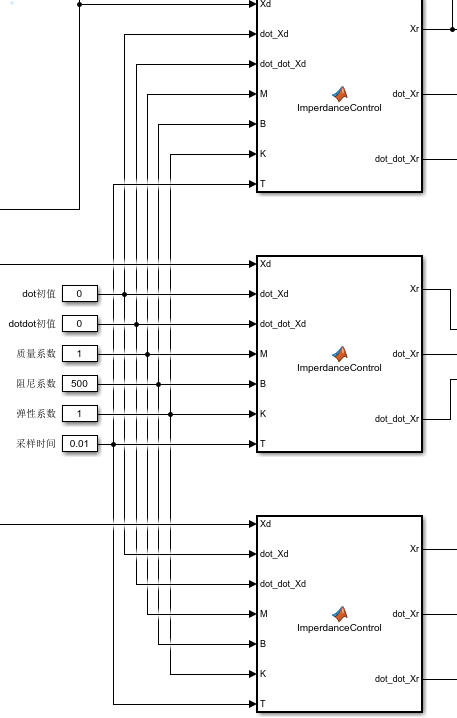 Xd
dot_Xd
dot_dot_Xd
M
B
K
T
ImperdanceControl
Xr
dot_Xr
dot_dot_Xr
dot初值 0
dotdot初值 0
质量系数 1
阻尼系数 500
弹性系数 1
采样时间 0.01
Xd
dot_Xd
dot_dot_Xd
M
B
K
T
ImperdanceControl
Xr
dot_Xr
dot_dot_Xr
Xd
dot_Xd
dot_dot_Xd
M
B
K
T
ImperdanceControl
Xr
dot_Xr
dot_dot_Xr